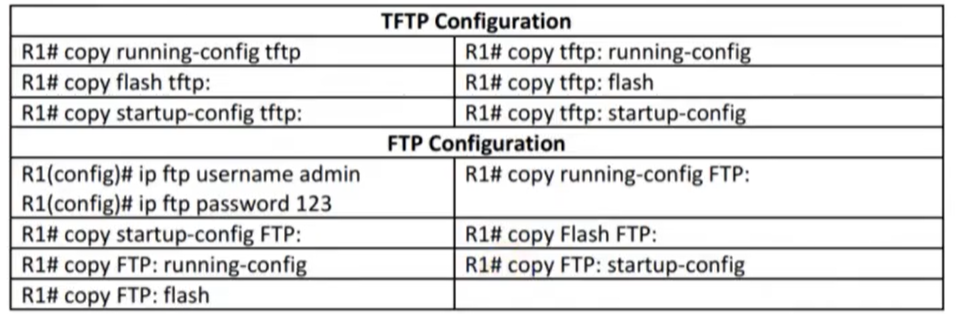 TFTP Configuration
R1# copy running-config tftp
R1# copy tftp: running-config
R1# copy flash tftp:
R1# copy tftp: flash
R1# copy startup-config tftp:
R1# copy tftp: startup-config
FTP Configuration
R1(config)# ip ftp username admin
R1(config)# ip ftp password 123
R1# copy running-config FTP:
R1# copy startup-config FTP:
R1# copy Flash FTP:
R1# copy FTP: running-config
R1# copy FTP: startup-config
R1# copy FTP: flash